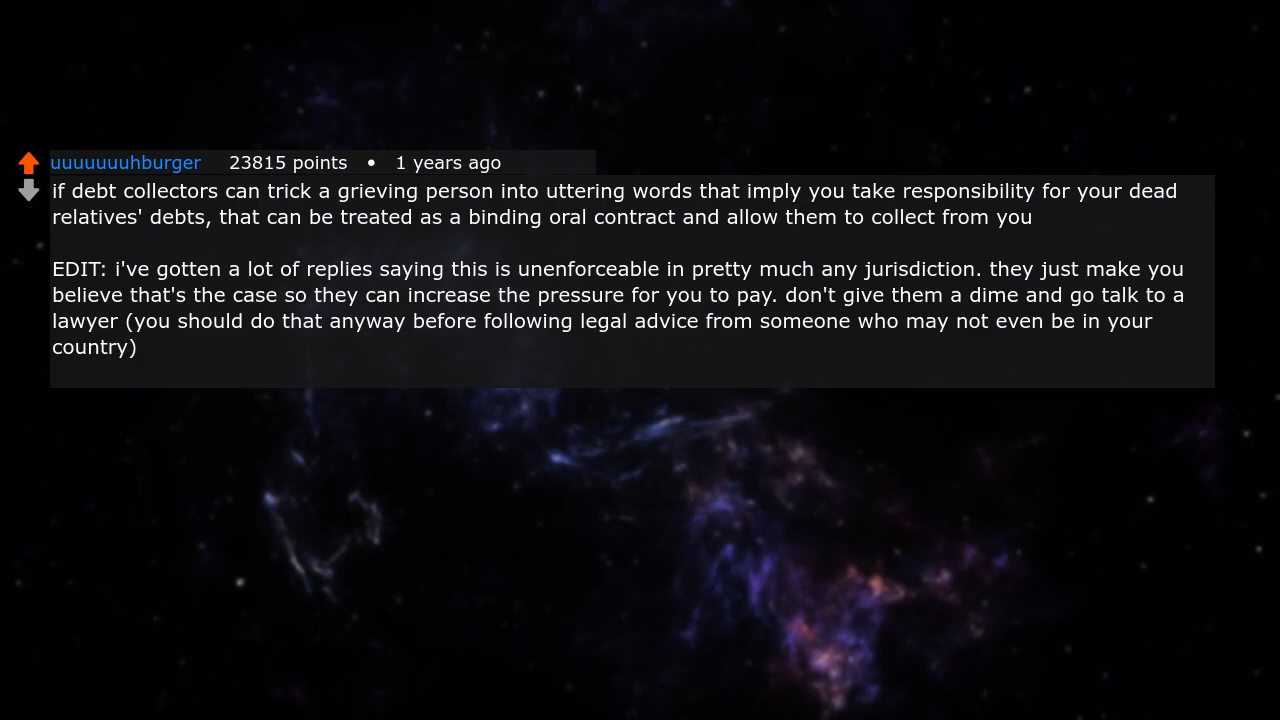 uuuuuuuhburger 23815 points • 1 years ago
if debt collectors can trick a grieving person into uttering words that imply you take responsibility for your dead
relatives' debts, that can be treated as a binding oral contract and allow them to collect from you
EDIT: i've gotten a lot of replies saying this is unenforceable in pretty much any jurisdiction. they just make you
believe that's the case so they can increase the pressure for you to pay. don't give them a dime and go talk to a
lawyer (you should do that anyway before following legal advice from someone who may not even be in your
country)